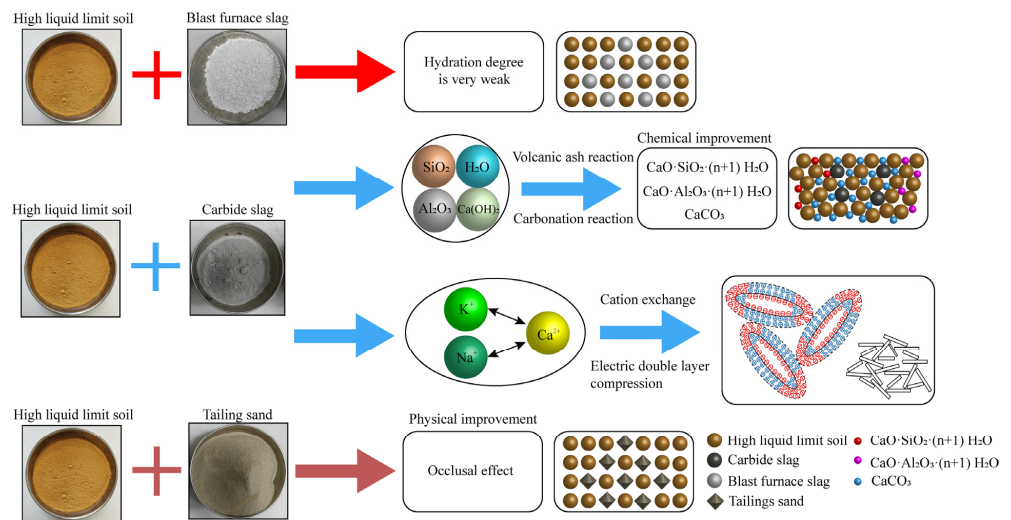 High liquid limit soil
Blast furnace slag
Hydration degree
is very weak
High liquid limit soil
Carbide slag
SiO₂
H₂O
Al₂O₃
Ca(OH)₂
Volcanic ash reaction
Carbonation reaction
Chemical improvement
CaO·SiO₂·(n+1) H₂O
CaO·Al₂O₃·(n+1) H₂O
CaCO₃
K⁺
Na⁺
Ca²⁺
Cation exchange
Electric double layer
compression
High liquid limit soil
Tailing sand
Physical improvement
Occlusal effect
High liquid limit soil
Carbide slag
Blast furnace slag
Tailings sand
CaO·SiO₂·(n+1) H₂O
CaO·Al₂O₃·(n+1) H₂O
CaCO₃